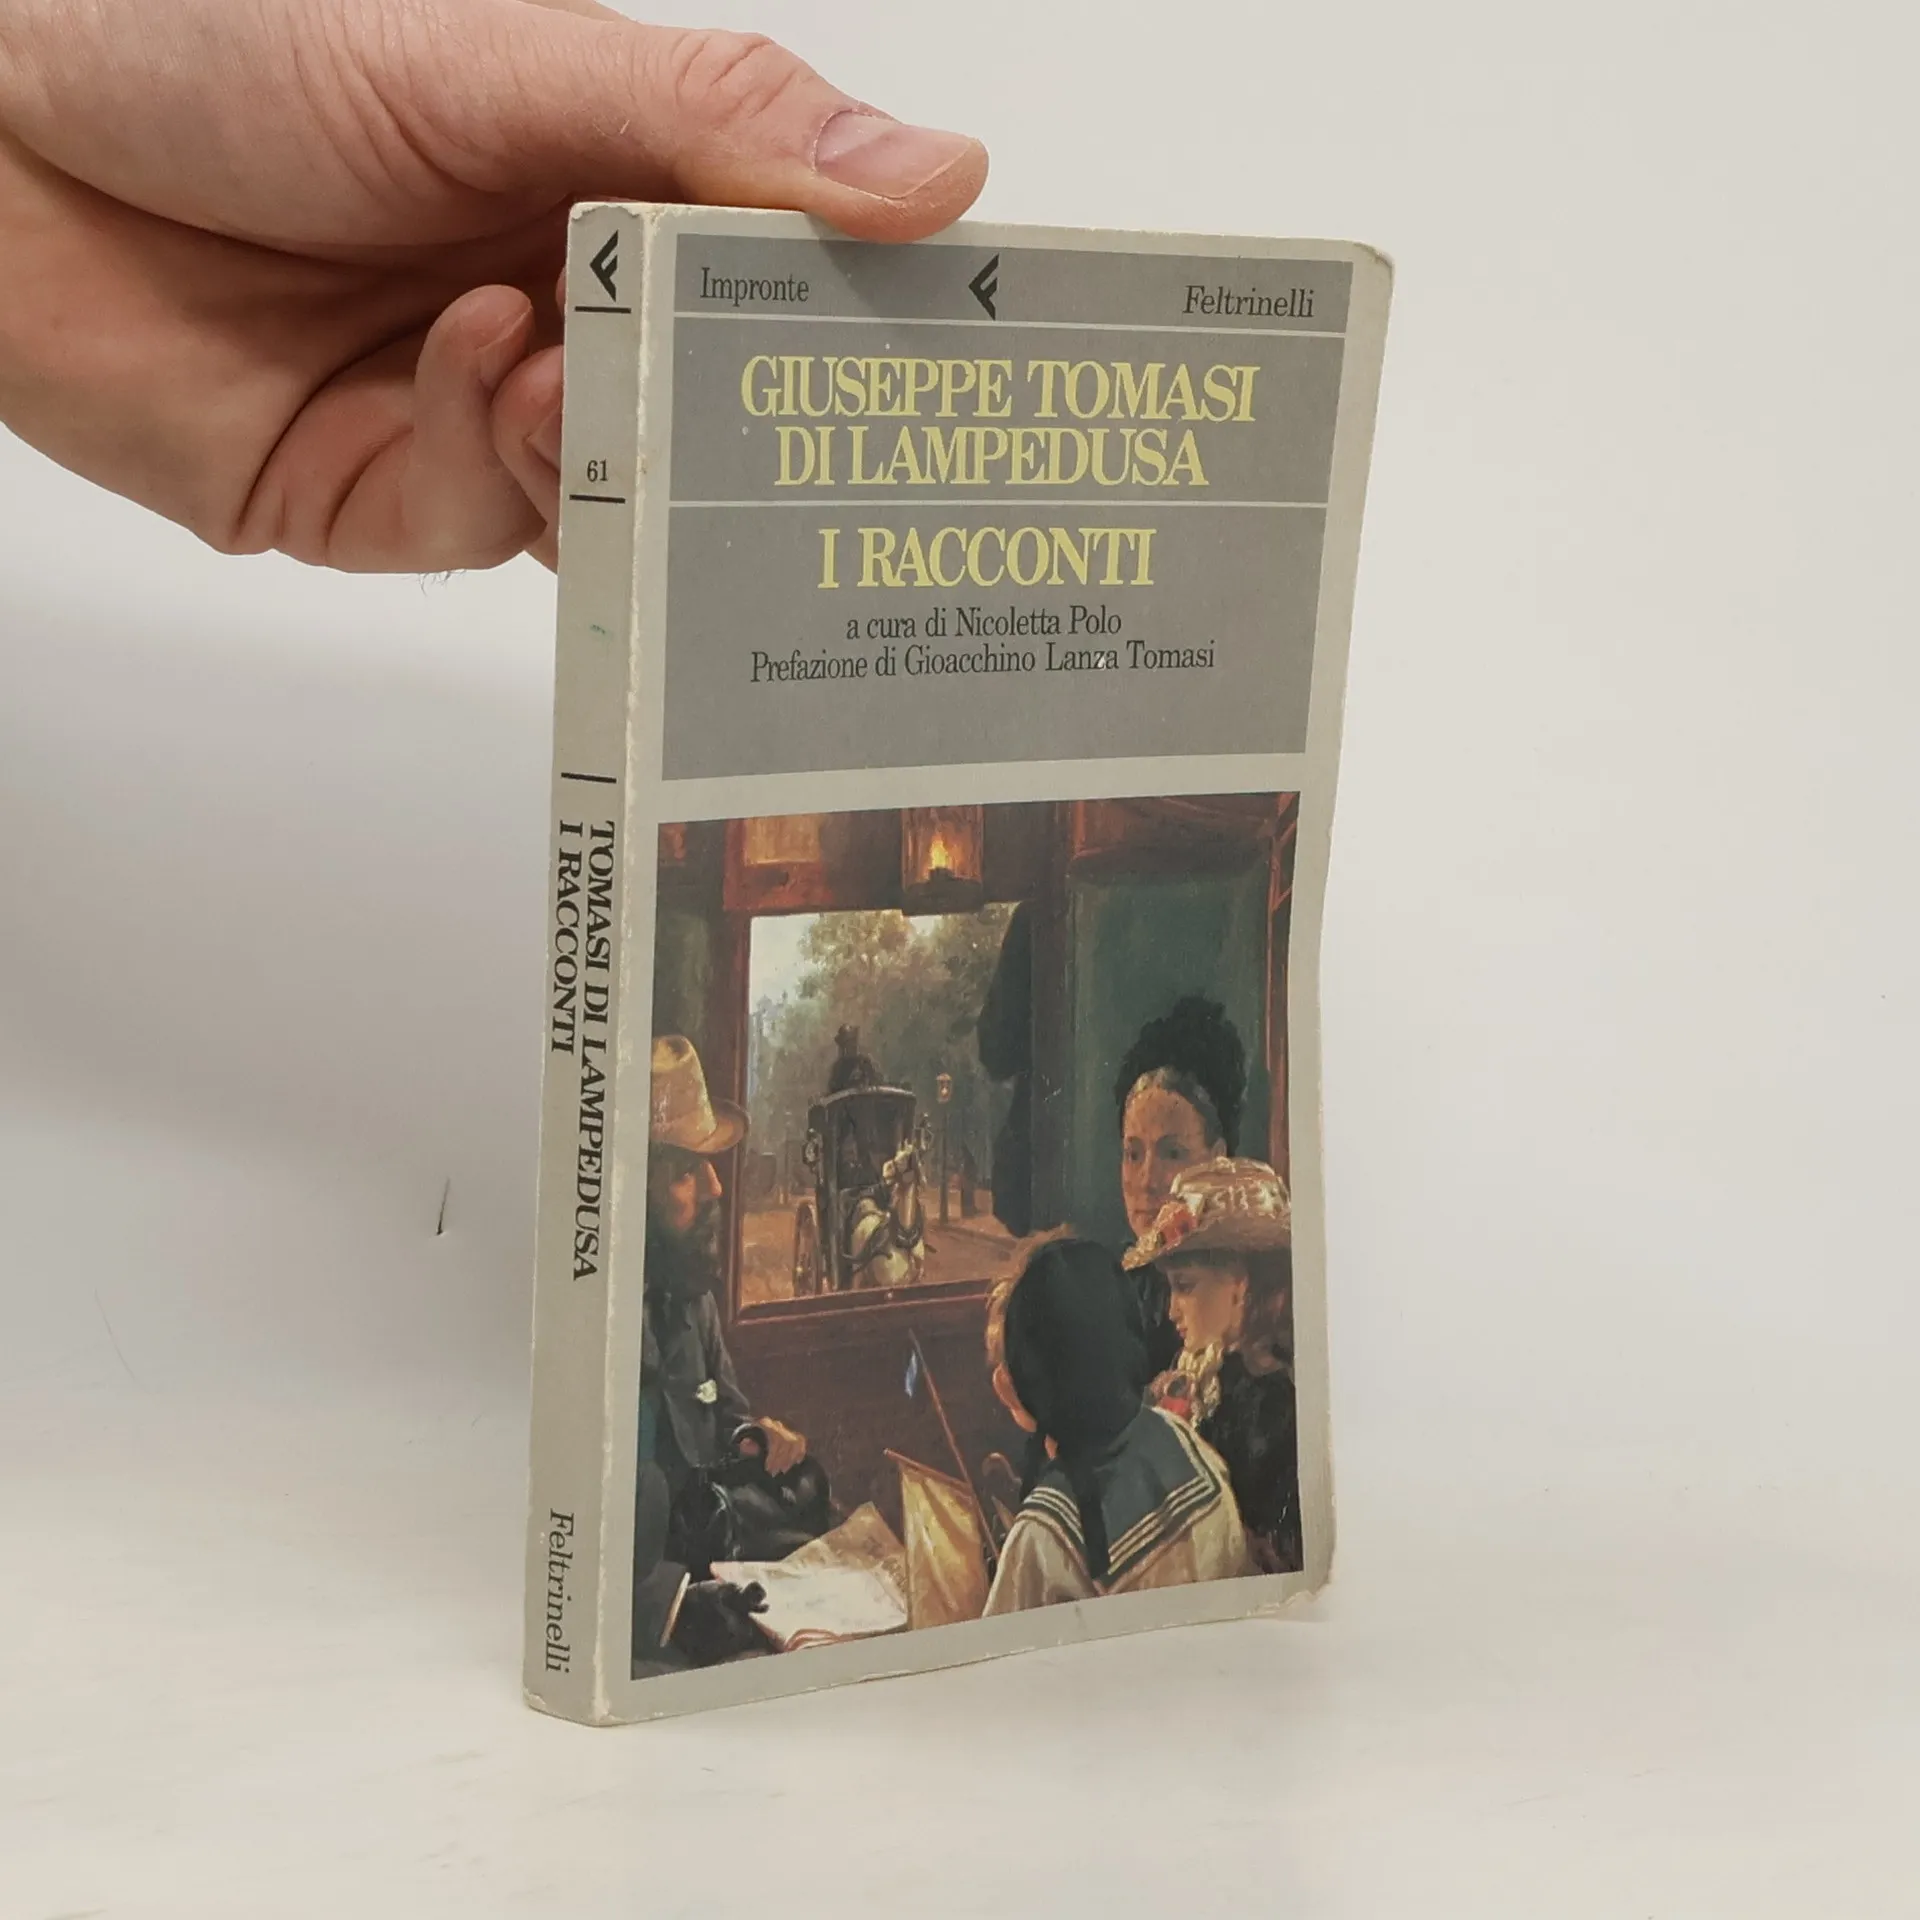 Impronte
Feltrinelli
GIUSEPPE TOMASI
DI LAMPEDUSA
I RACCONTI
a cura di Nicoletta Polo
Prefazione di Gioacchino Lanza Tomasi
61
TOMASI DI LAMPEDUSA
I RACCONTI
Feltrinelli